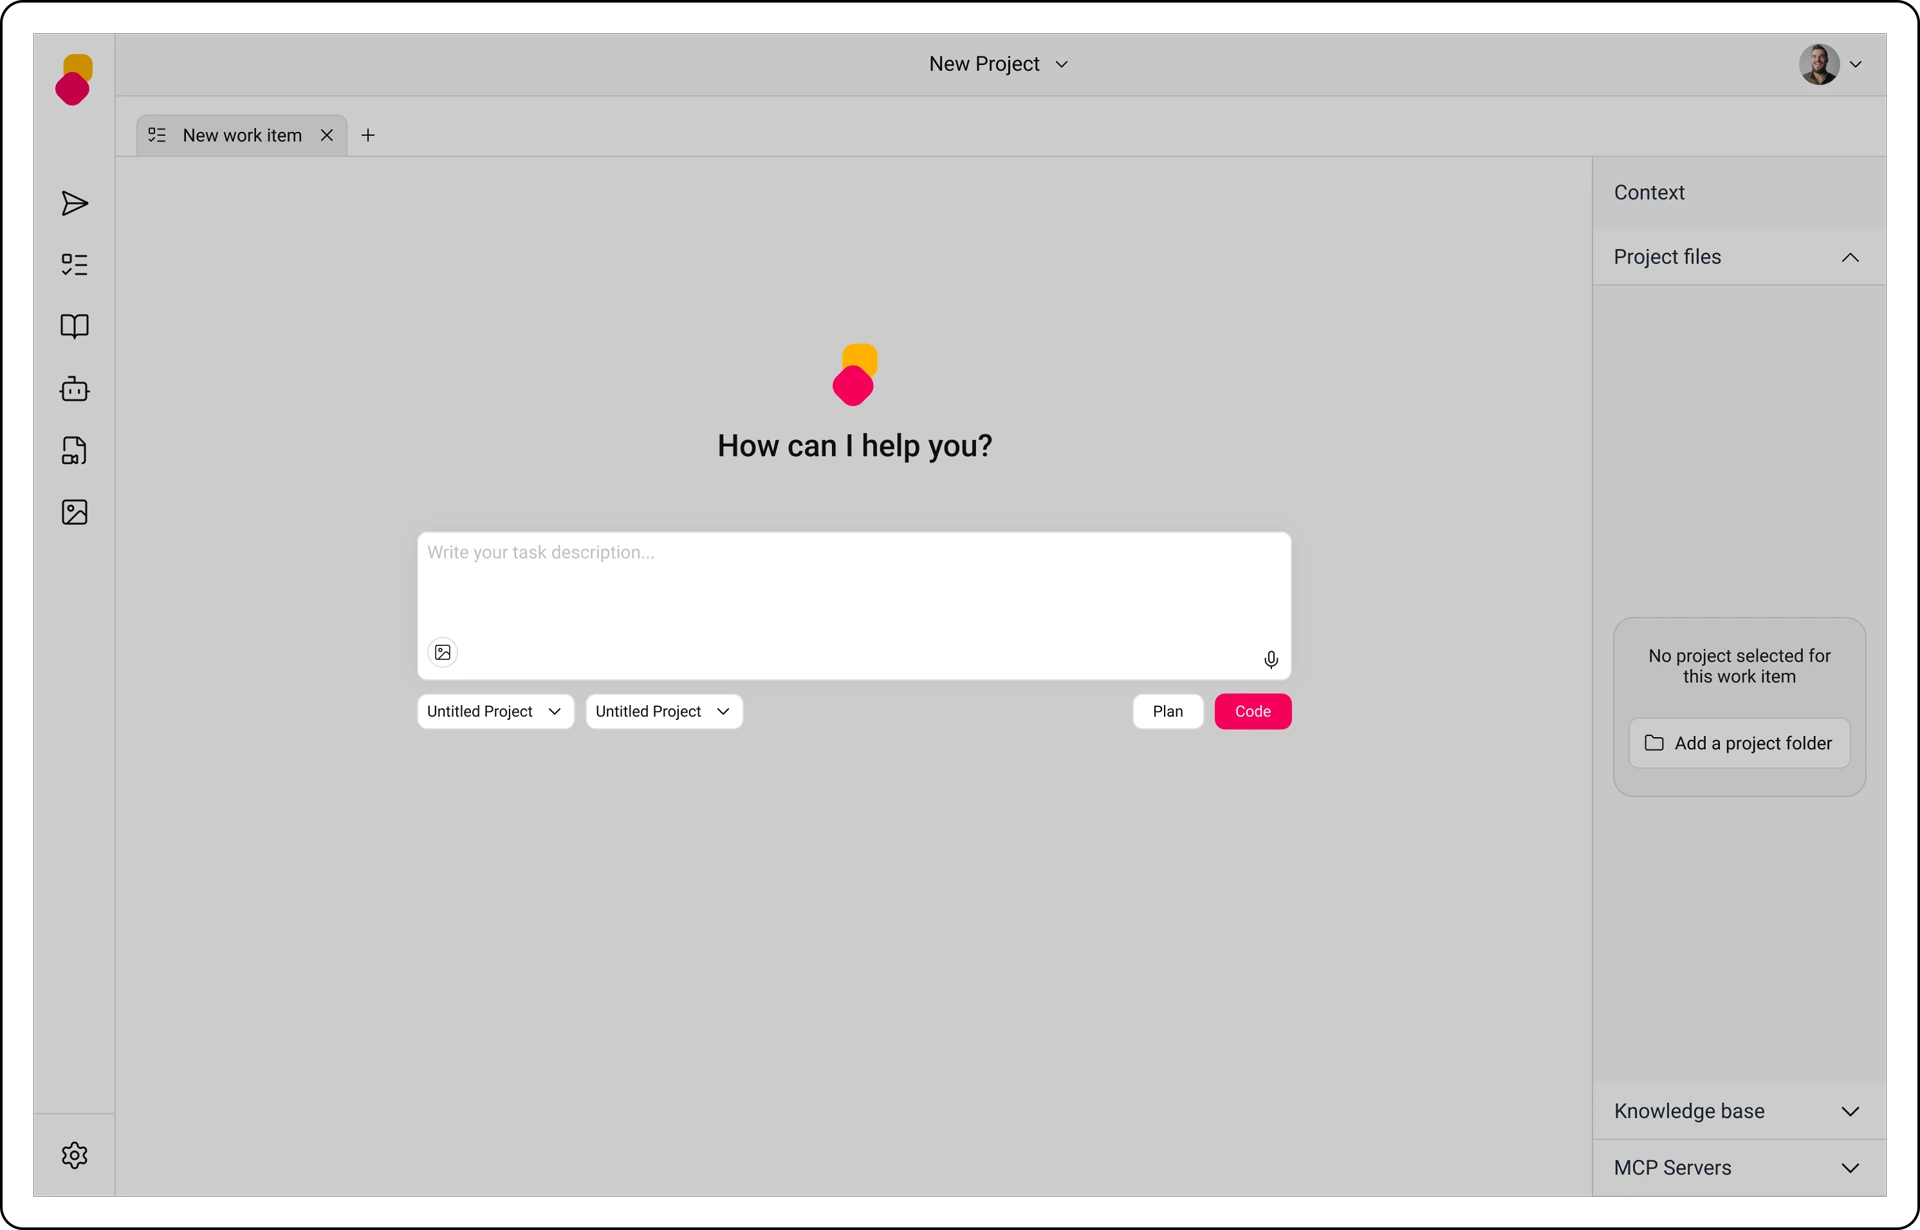 New Project
New work item
Context
Project files
How can I help you?
Write your task description...
Untitled Project
Untitled Project
Plan
Code
No project selected for
this work item
Add a project folder
Knowledge base
MCP Servers